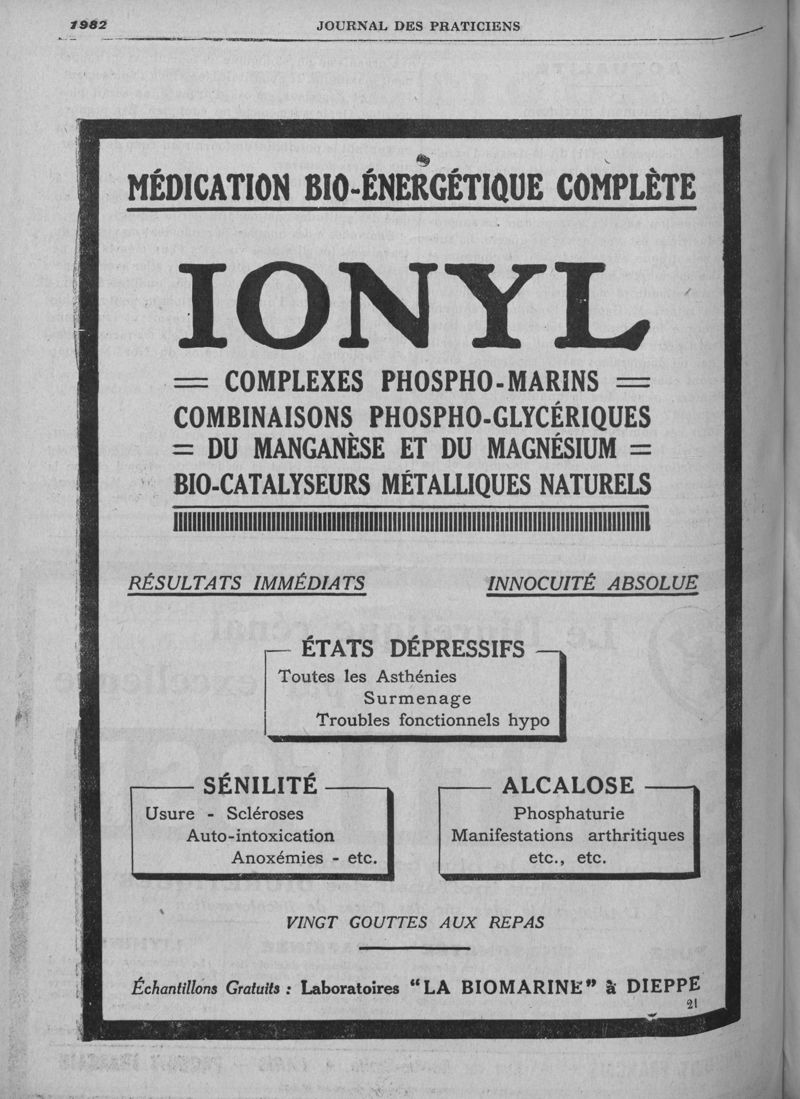 1982
JOURNAL DES PRATICIENS
MÉDICATION BIO-ÉNERGÉTIQUE COMPLÈTE
IONYL
= COMPLEXES PHOSPHO-MARINS =
COMBINAISONS PHOSPHO-GLYCÉRIQUES
= DU MANGANÈSE ET DU MAGNÉSIUM =
BIO-CATALYSEURS MÉTALLIQUES NATURELS
RÉSULTATS IMMÉDIATS
INNOCUITÉ ABSOLUE
ÉTATS DÉPRESSIFS
Toutes les Asthénies
Surmenage
Troubles fonctionnels hypo
SÉNILITÉ
Usure - Scléroses
Auto-intoxication
Anoxémies - etc.
ALCALOSE
Phosphaturie
Manifestations arthritiques
etc., etc.
VINGT GOUTTES AUX REPAS
Échantillons Gratuits : Laboratoires "LA BIOMARINE" à DIEPPE
21